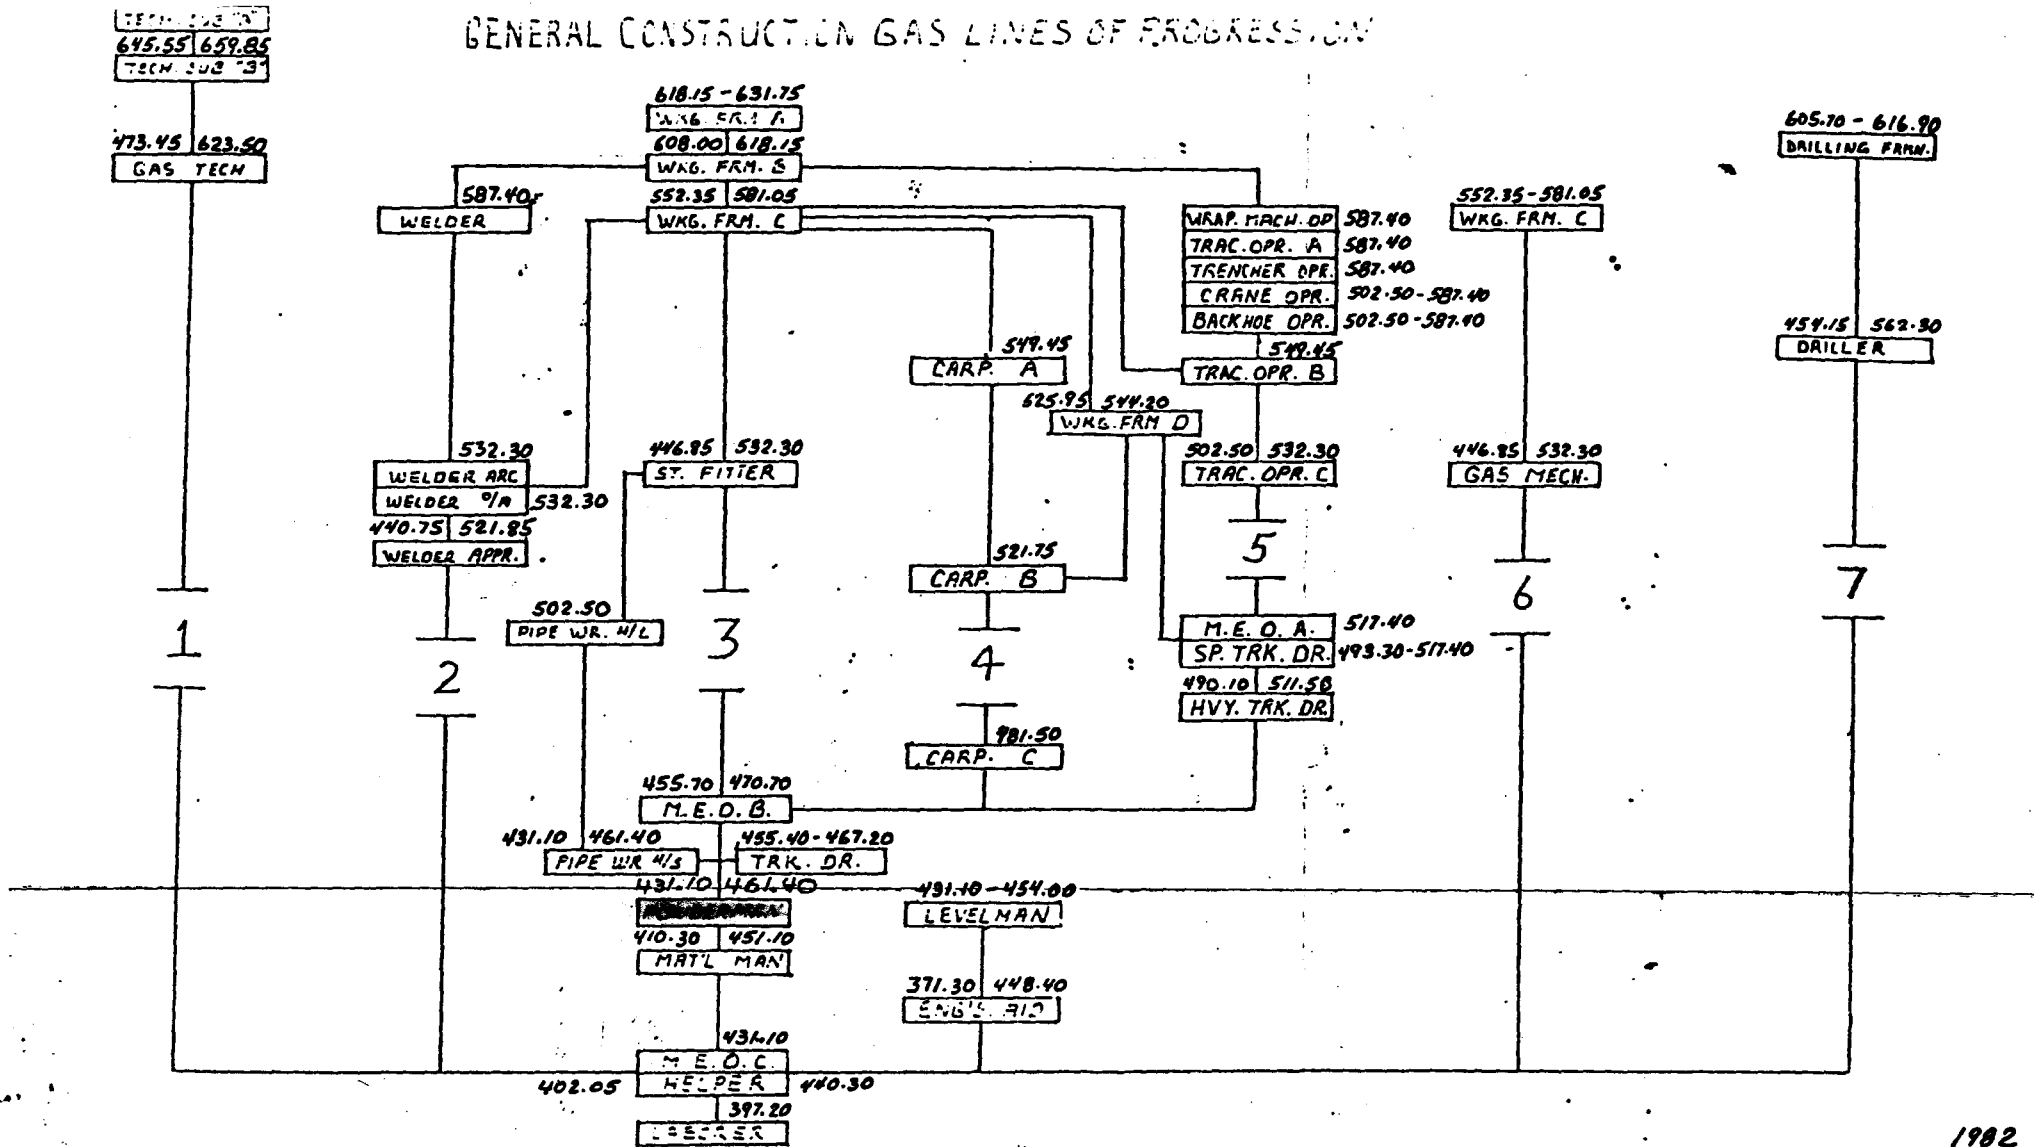 GENERAL CONSTRUCTION GAS LINES OF PROGRESSION
645.55 659.85
TECH. SUB "B"
473.45 623.50
GAS TECH
618.15 - 631.75
WKG. FRM A
608.00 618.15
WKG. FRM. B
552.35 581.05
WKG. FRM. C
587.40
WELDER
WRAP. MACH. OP 587.40
TRAC. OPR. A 587.40
TRENCHER OPR. 587.40
CRANE OPR. 502.50-587.40
BACKHOE OPR. 502.50-587.40
552.35-581.05
WKG. FRM. C
605.70 - 616.90
DRILLING FRMN.
454.15 562.30
DRILLER
549.45
CARP. A
549.45
TRAC. OPR. B
525.95 544.20
WKG. FRM D
532.30
WELDER ARC
WELDER O/A 532.30
440.75 521.85
WELDER APPR.
446.85 532.30
ST. FITTER
502.50 532.30
TRAC. OPR. C
446.85 532.30
GAS MECH.
521.75
CARP. B
502.50
PIPE WR. H/L
1
2
3
4
5
6
7
M. E. O. A. 517.40
SP. TRK. DR. 493.30-517.40
490.10 511.50
HVY. TRK. DR.
481.50
CARP. C
455.70 470.70
M. E. O. B.
431.10 461.40
PIPE WR H/S
455.40-467.20
TRK. DR.
431.10 461.40
431.10-454.00
LEVELMAN
410.30 451.10
MAT'L MAN
371.30 448.40
ENG'G. AID
431.10
M. E. O. C.
402.05 HELPER 440.30
397.20
LABORER
1982